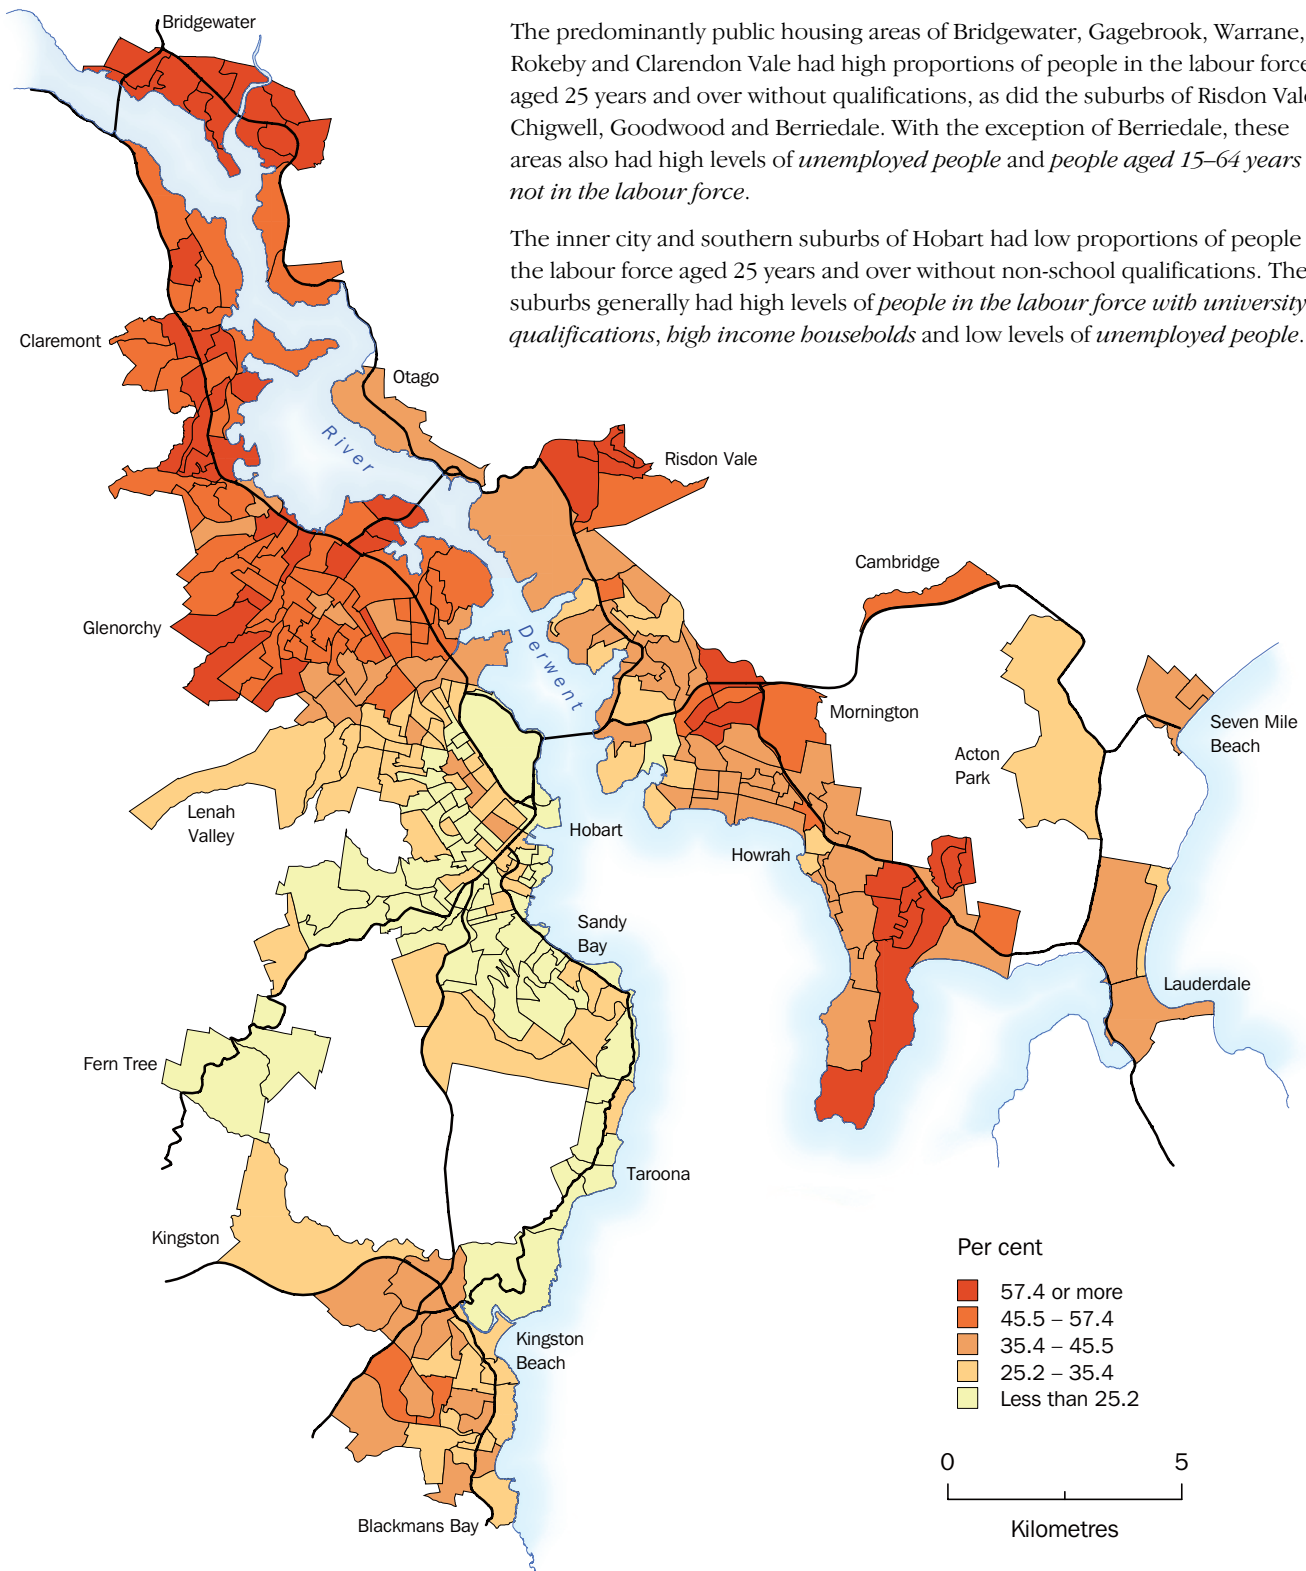 Bridgewater
The predominantly public housing areas of Bridgewater, Gagebrook, Warrane,
Rokeby and Clarendon Vale had high proportions of people in the labour force
aged 25 years and over without qualifications, as did the suburbs of Risdon Vale
Chigwell, Goodwood and Berriedale. With the exception of Berriedale, these
areas also had high levels of unemployed people and people aged 15–64 years
not in the labour force.
The inner city and southern suburbs of Hobart had low proportions of people
the labour force aged 25 years and over without non-school qualifications. The
suburbs generally had high levels of people in the labour force with university
qualifications, high income households and low levels of unemployed people.
Claremont
Otago
River
Risdon Vale
Cambridge
Glenorchy
Derwent
Mornington
Seven Mile
Beach
Acton
Park
Lenah
Valley
Hobart
Howrah
Sandy
Bay
Lauderdale
Fern Tree
Taroona
Kingston
Per cent
57.4 or more
45.5 – 57.4
35.4 – 45.5
25.2 – 35.4
Less than 25.2
Kingston
Beach
0 5
Kilometres
Blackmans Bay